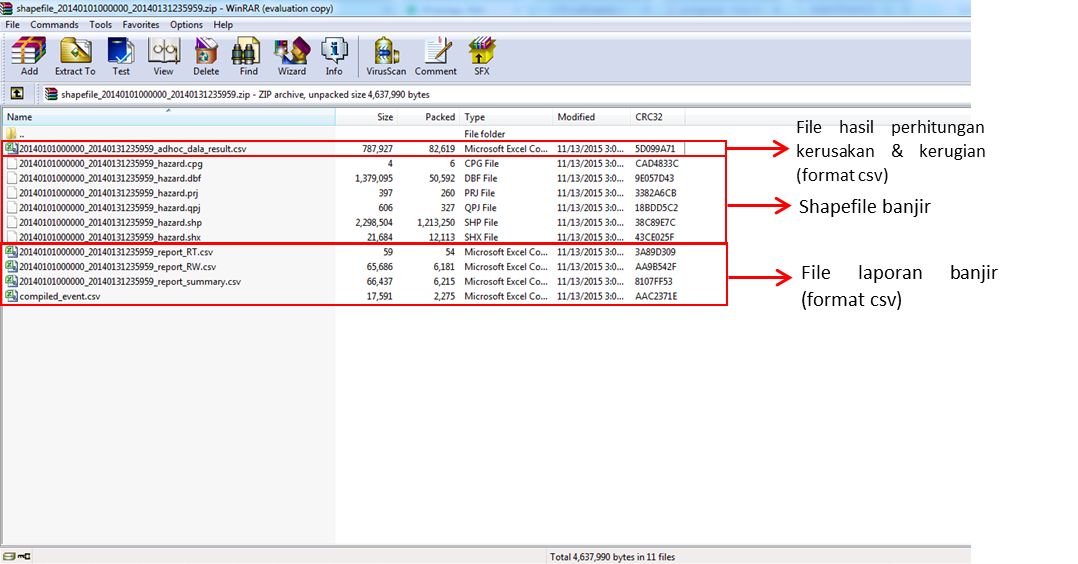 shapefile_20140101000000_20140131235959.zip - WinRAR (evaluation copy)
File Commands Tools Favorites Options Help
Add Extract To Test View Delete Find Wizard Info VirusScan Comment SFX
shapefile_20140101000000_20140131235959.zip - ZIP archive, unpacked size 4,637,990 bytes
Name Size Packed Type Modified CRC32
.. File folder
20140101000000_20140131235959_adhoc_dala_result.csv 787,927 82,619 Microsoft Excel Co... 11/13/2015 3:0... 5D099A71
20140101000000_20140131235959_hazard.cpg 4 6 CPG File 11/13/2015 3:0... CAD4833C
20140101000000_20140131235959_hazard.dbf 1,379,095 50,592 DBF File 11/13/2015 3:0... 9E057D43
20140101000000_20140131235959_hazard.prj 397 260 PRJ File 11/13/2015 3:0... 3382A6CB
20140101000000_20140131235959_hazard.qpj 606 327 QPJ File 11/13/2015 3:0... 18BDD5C2
20140101000000_20140131235959_hazard.shp 2,298,504 1,213,250 SHP File 11/13/2015 3:0... 38C89E7C
20140101000000_20140131235959_hazard.shx 21,684 12,113 SHX File 11/13/2015 3:0... 43CE025F
20140101000000_20140131235959_report_RT.csv 59 54 Microsoft Excel Co... 11/13/2015 3:0... 3A89D309
20140101000000_20140131235959_report_RW.csv 65,686 6,181 Microsoft Excel Co... 11/13/2015 3:0... AA9B542F
20140101000000_20140131235959_report_summary.csv 66,437 6,215 Microsoft Excel Co... 11/13/2015 3:0... 8107FF53
compiled_event.csv 17,591 2,275 Microsoft Excel Co... 11/13/2015 3:0... AAC2371E
File hasil perhitungan
kerusakan & kerugian
(format csv)
Shapefile banjir
File laporan banjir
(format csv)
Total 4,637,990 bytes in 11 files